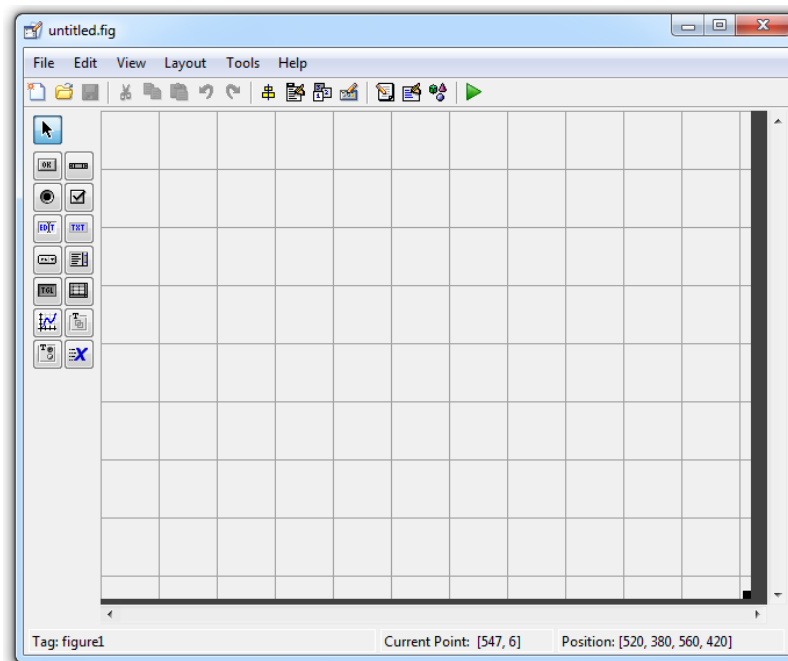 untitled.fig
File Edit View Layout Tools Help
OK
EDIT TXT
TGL
T
T
X
Tag: figure1 Current Point: [547, 6] Position: [520, 380, 560, 420]